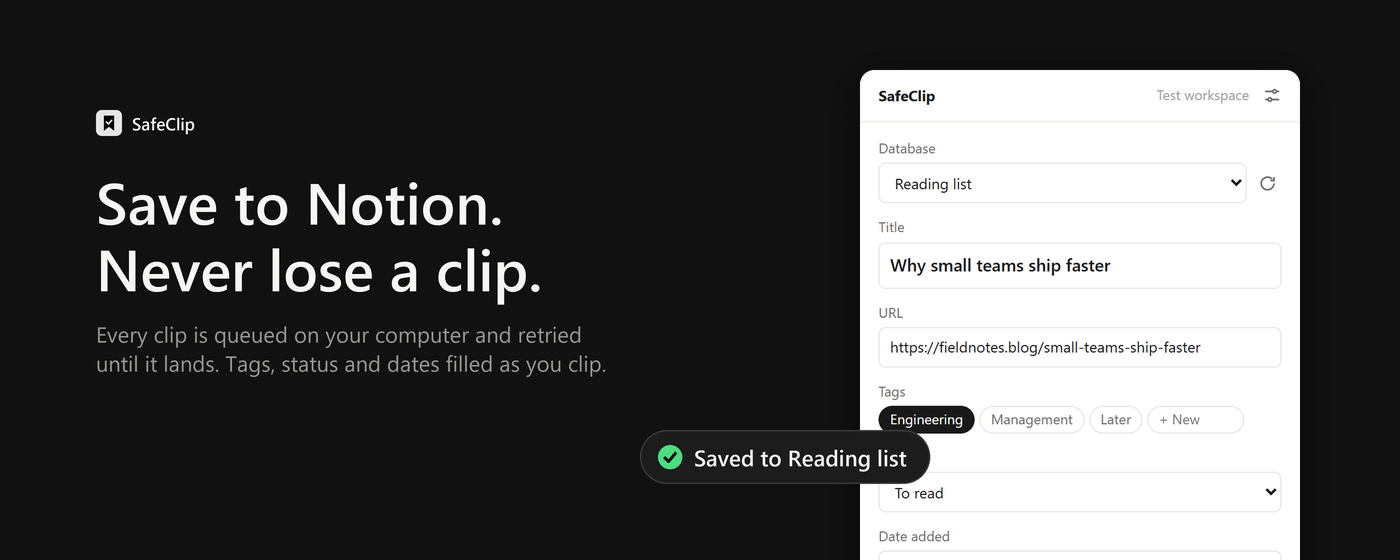 SafeClip
Save to Notion.
Never lose a clip.
Every clip is queued on your computer and retried
until it lands. Tags, status and dates filled as you clip.
SafeClip
Test workspace
Database
Reading list
Title
Why small teams ship faster
URL
https://fieldnotes.blog/small-teams-ship-faster
Tags
Engineering
Management
Later
+ New
Saved to Reading list
To read
Date added